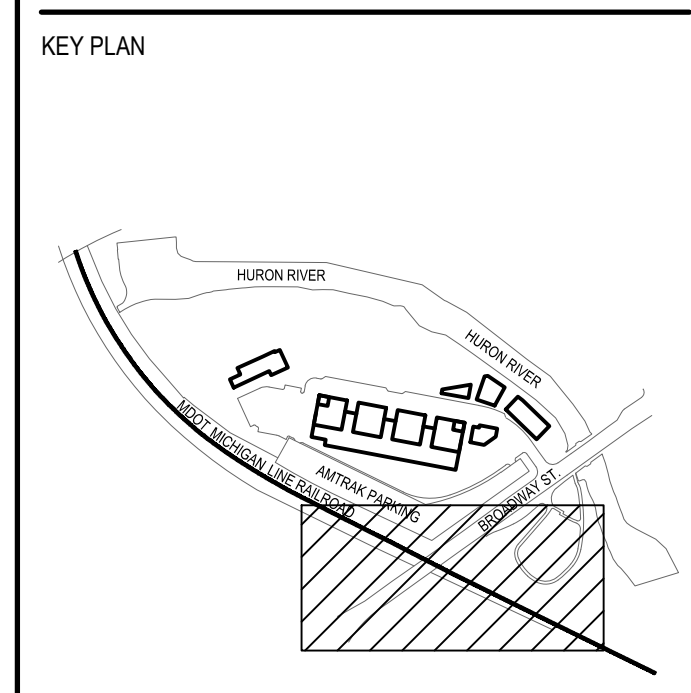 KEY PLAN
HURON RIVER
HURON RIVER
MDOT MICHIGAN LINE RAILROAD
AMTRAK PARKING
BROADWAY ST.